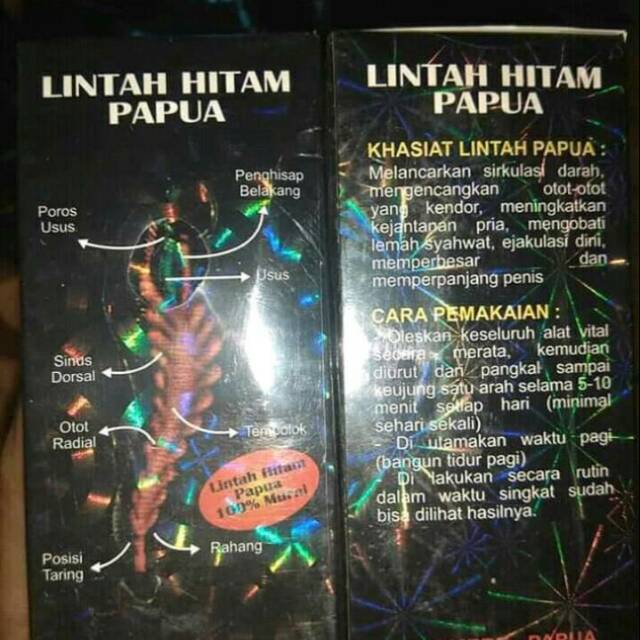 LINTAH HITAM
PAPUA
Penghisap
Belakang
Poros
Usus
Usus
Sinus
Dorsal
Otot
Radial
Tembolok
Lintah Hitam
Papua
100% Murni
Rahang
Posisi
Taring
LINTAH HITAM
PAPUA
KHASIAT LINTAH PAPUA :
Melancarkan sirkulasi darah,
mengencangkan otot-otot
yang kendor, meningkatkan
kejantanan pria, mengobati
lemah syahwat, ejakulasi dini,
memperbesar dan
memperpanjang penis
CARA PEMAKAIAN :
- Oleskan keseluruh alat vital
secara merata, kemudian
diurut dari pangkal sampai
keujung satu arah selama 5-10
menit setiap hari (minimal
sehari sekali)
- Di utamakan waktu pagi
(bangun tidur pagi)
- Di lakukan secara rutin
dalam waktu singkat sudah
bisa dilihat hasilnya.
PAPUA